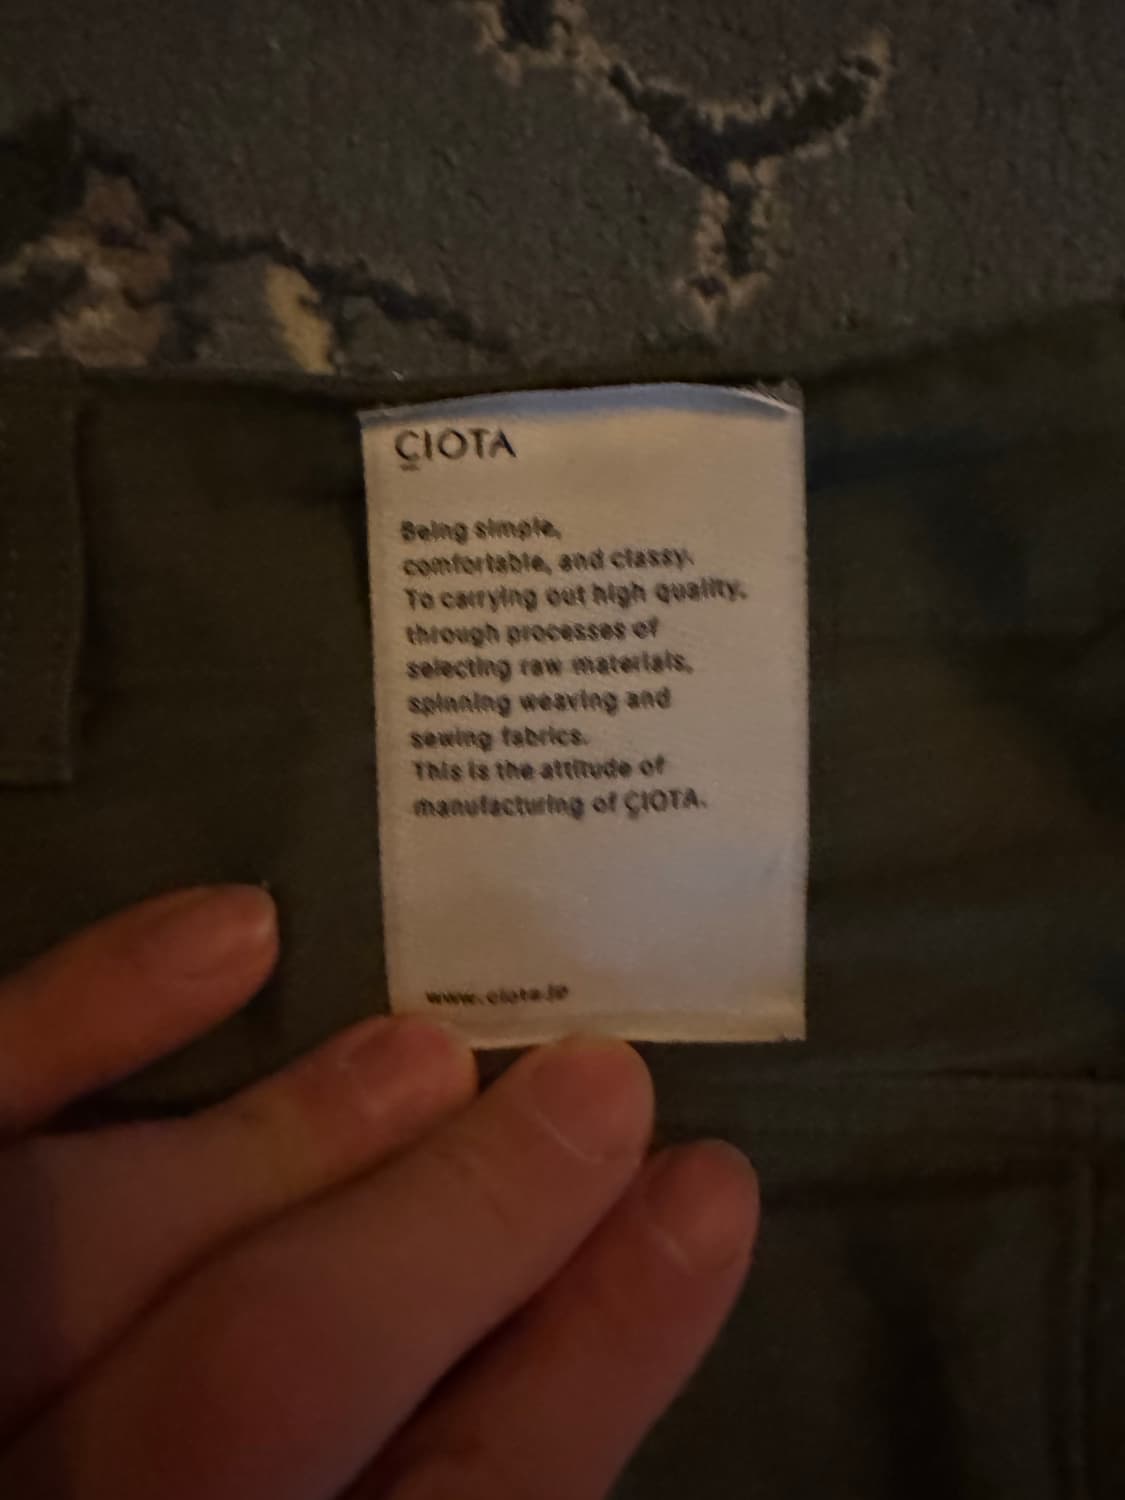 ÇIOTA
Being simple,
comfortable, and classy.
To carrying out high quality,
through processes of
selecting raw materials,
spinning weaving and
sewing fabrics.
This is the attitude of
manufacturing of ÇIOTA.
www.ciota.jp